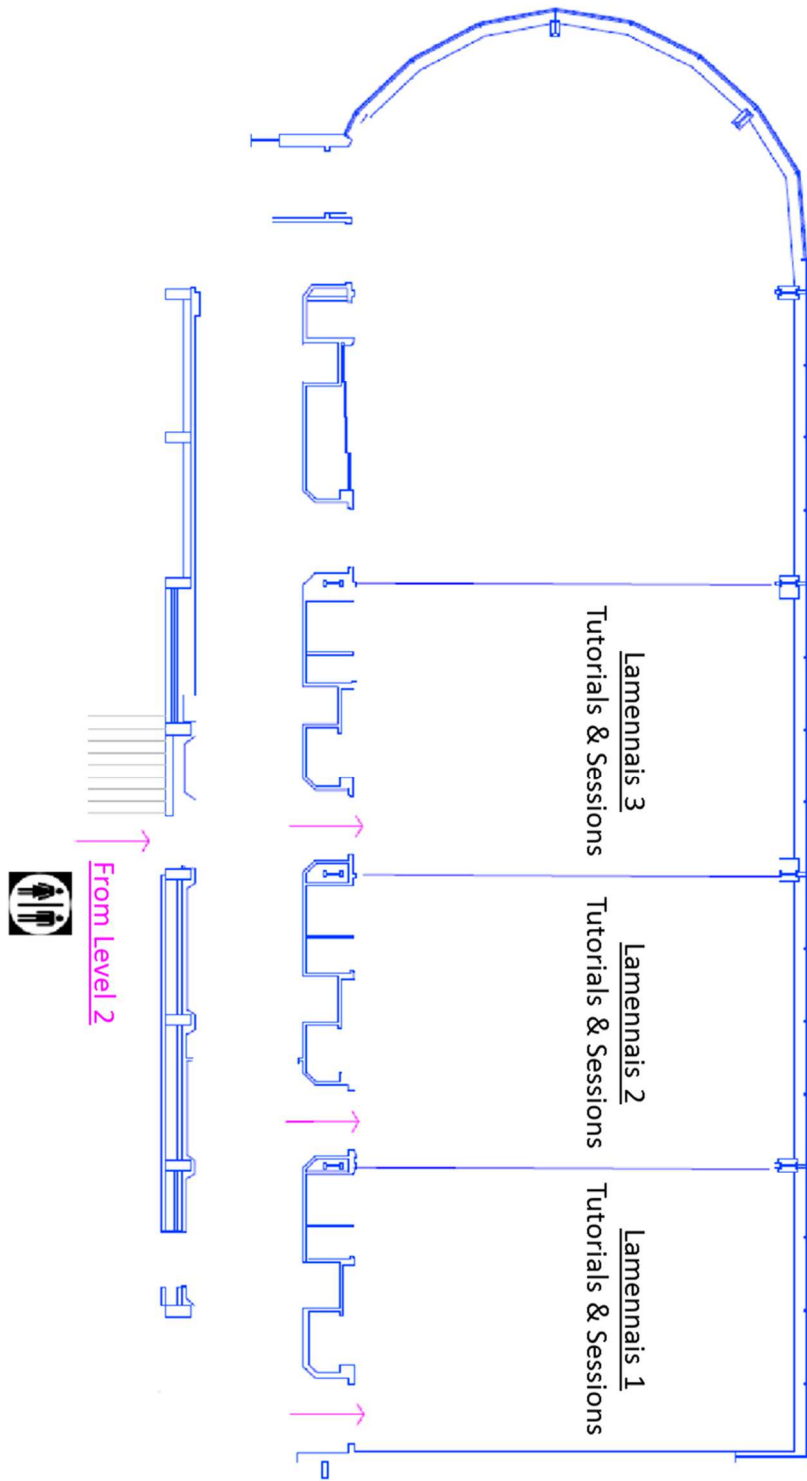 Lamennais 3
Tutorials & Sessions
Lamennais 2
Tutorials & Sessions
Lamennais 1
Tutorials & Sessions
From Level 2